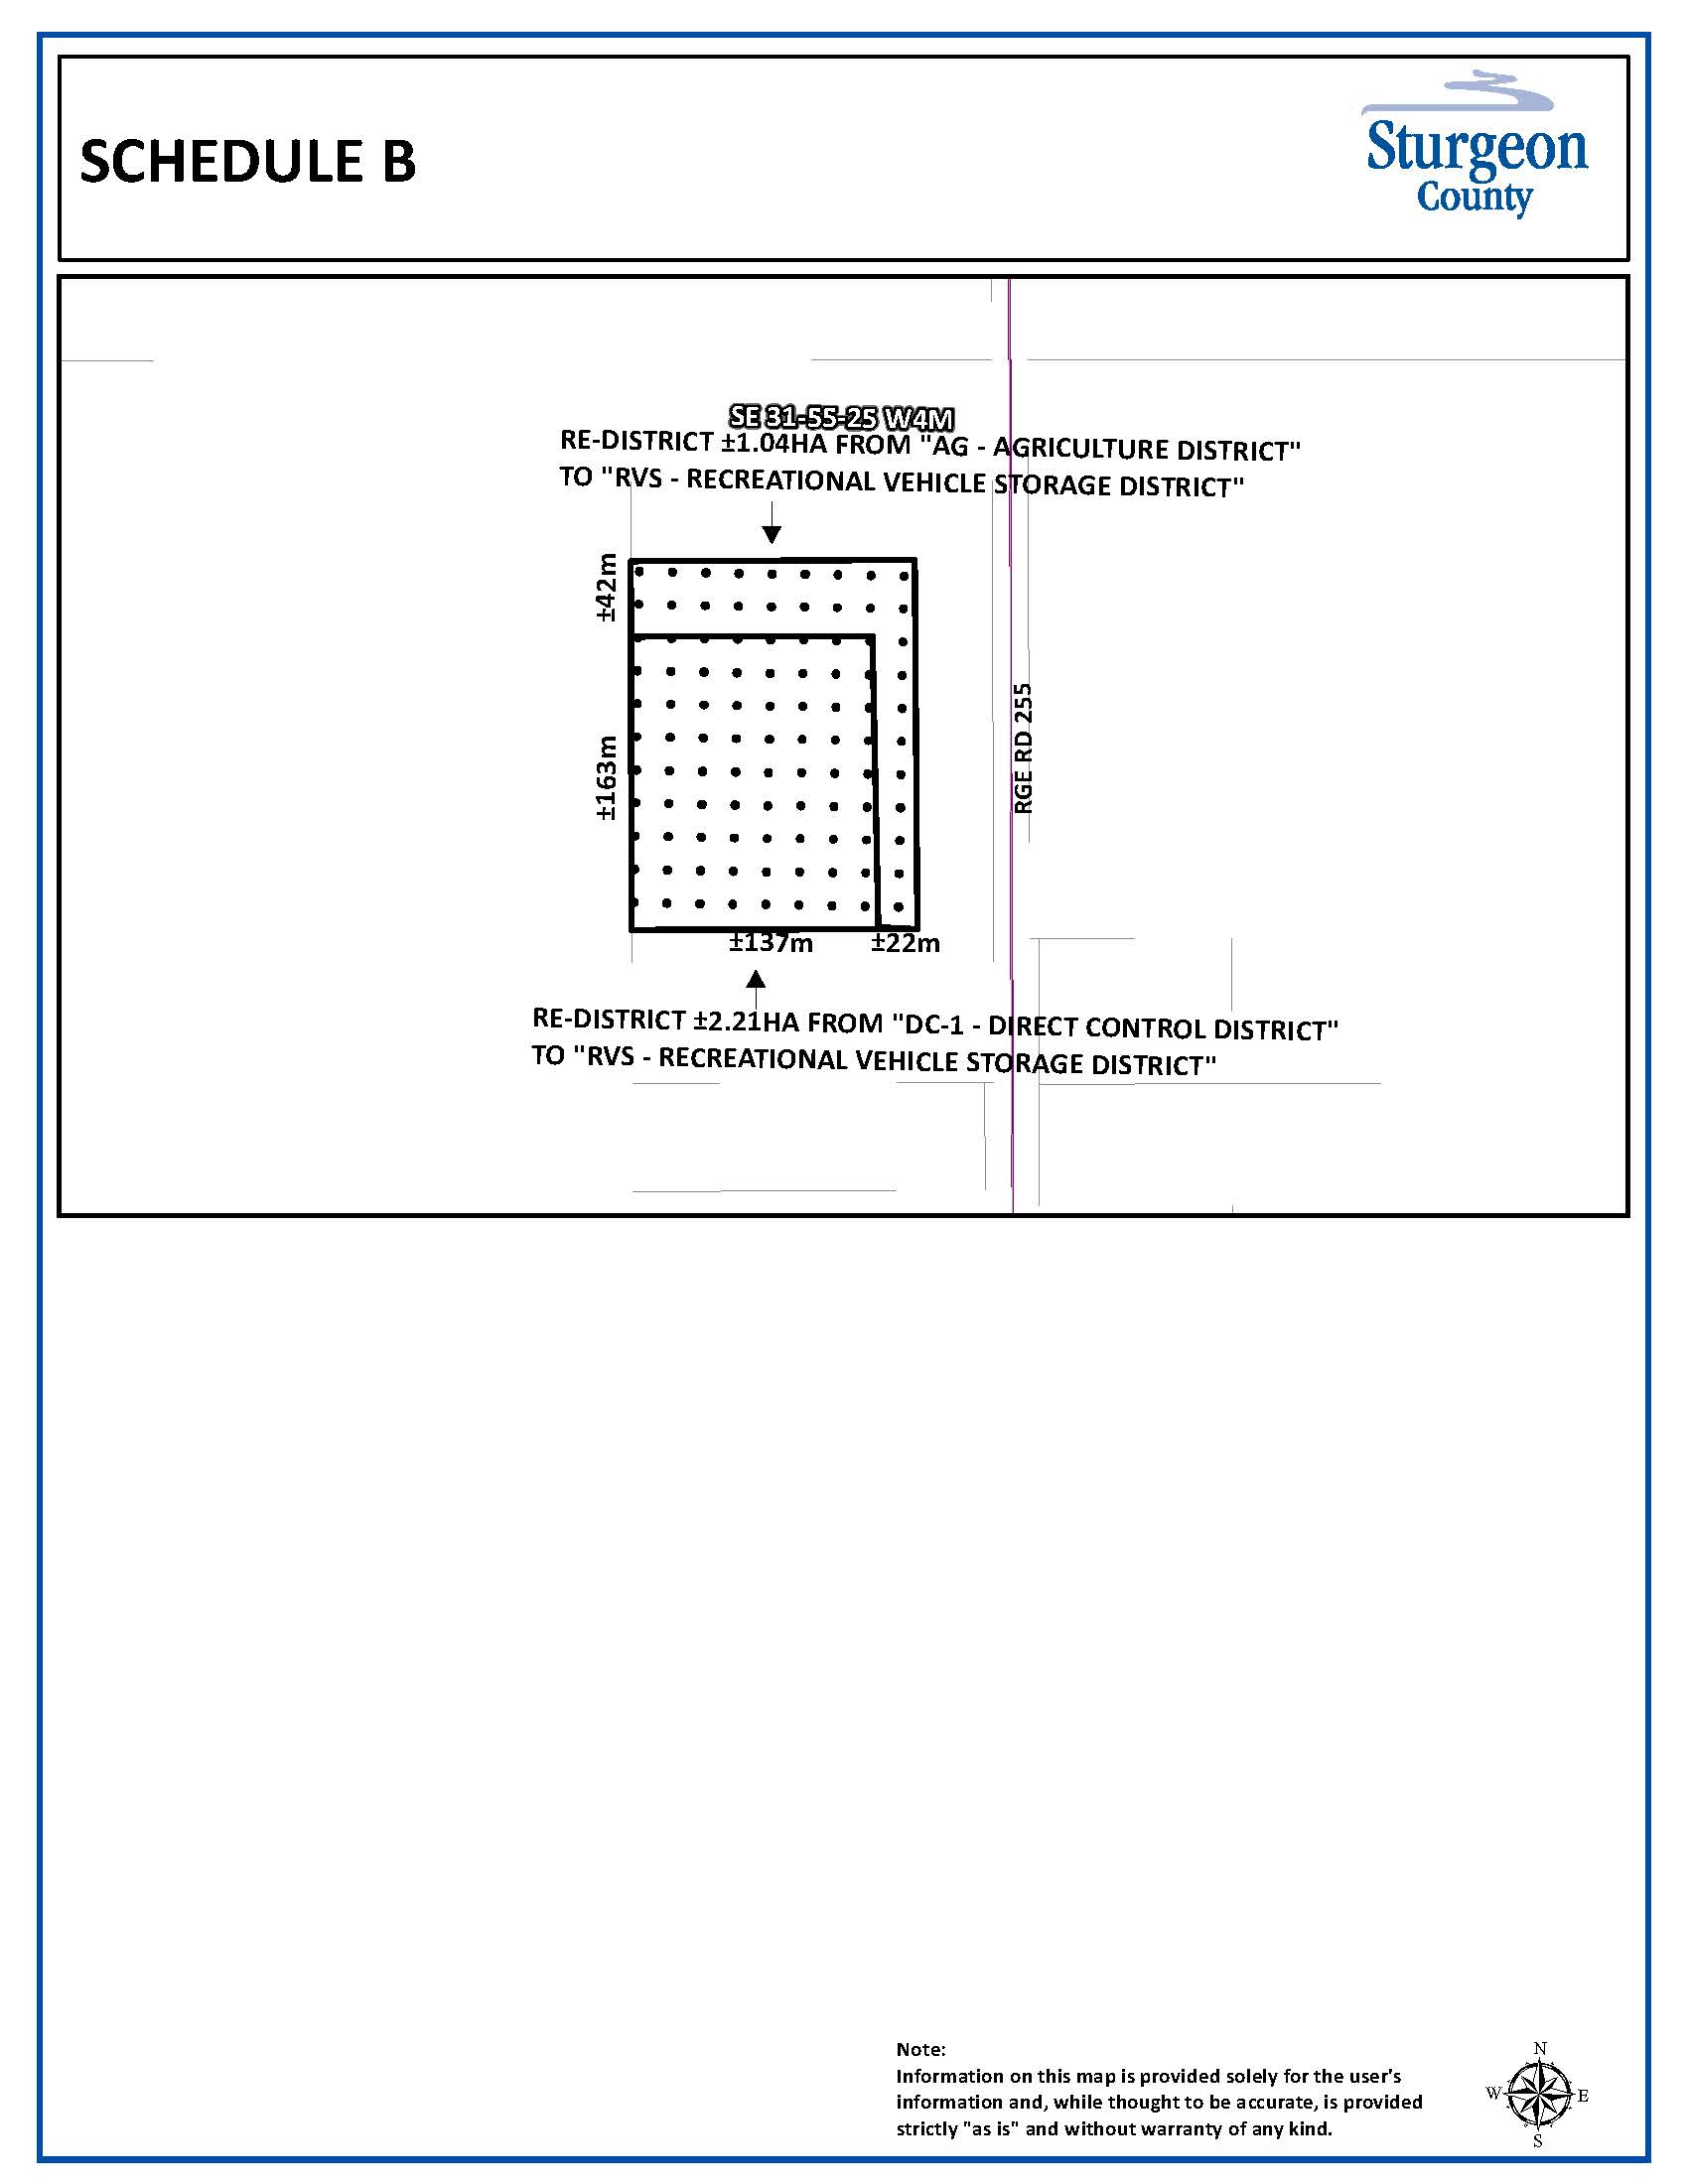 SCHEDULE B
Sturgeon
County
SE 31-55-25 W4M
RE-DISTRICT ±1.04HA FROM "AG - AGRICULTURE DISTRICT"
TO "RVS - RECREATIONAL VEHICLE STORAGE DISTRICT"
±42m
±163m
RGE RD 255
±137m
±22m
RE-DISTRICT ±2.21HA FROM "DC-1 - DIRECT CONTROL DISTRICT"
TO "RVS - RECREATIONAL VEHICLE STORAGE DISTRICT"
Note:
Information on this map is provided solely for the user's
information and, while thought to be accurate, is provided
strictly "as is" and without warranty of any kind.
N
W
E
S